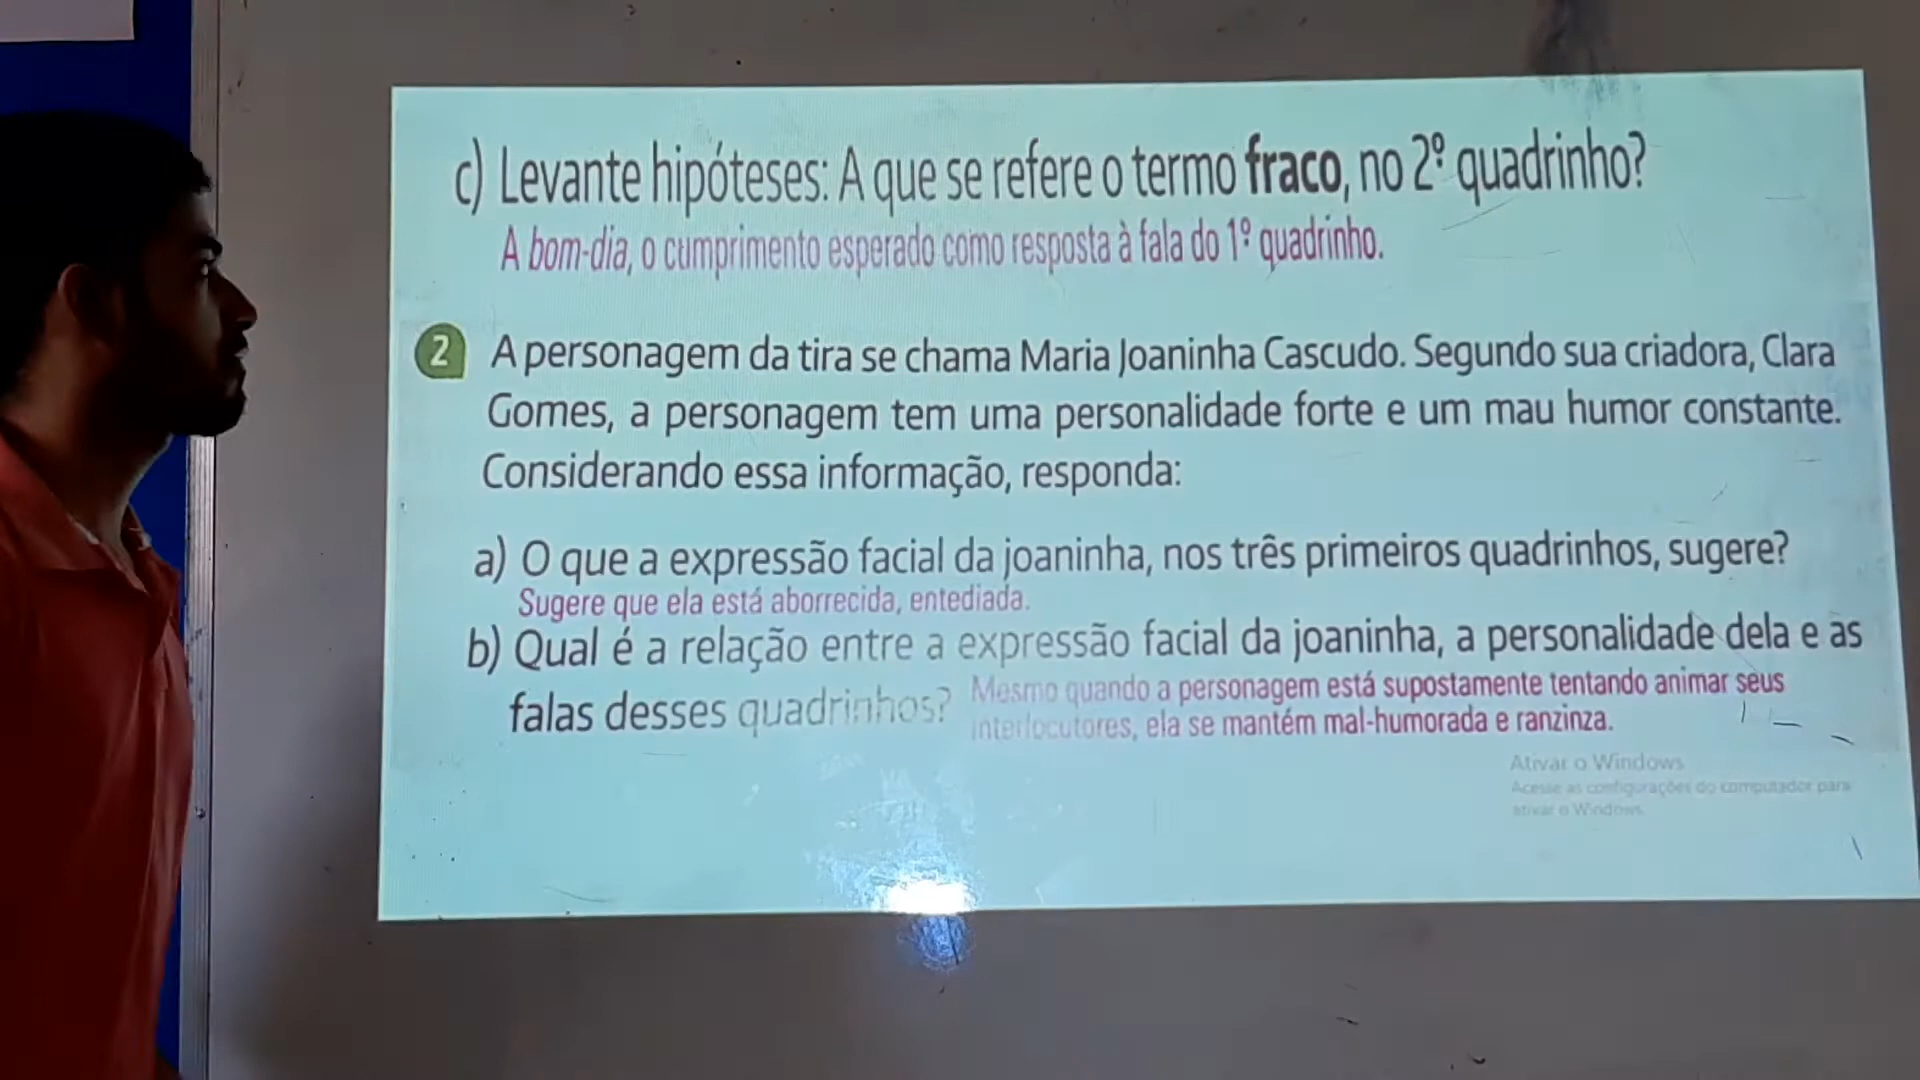 c) Levante hipóteses: A que se refere o termo fraco, no 2º quadrinho?
A bom-dia, o cumprimento esperado como resposta à fala do 1º quadrinho.
2 A personagem da tira se chama Maria Joaninha Cascudo. Segundo sua criadora, Clara
Gomes, a personagem tem uma personalidade forte e um mau humor constante.
Considerando essa informação, responda:
a) O que a expressão facial da joaninha, nos três primeiros quadrinhos, sugere?
Sugere que ela está aborrecida, entediada.
b) Qual é a relação entre a expressão facial da joaninha, a personalidade dela e as
falas desses quadrinhos?
Mesmo quando a personagem está supostamente tentando animar seus
interlocutores, ela se mantém mal-humorada e ranzinza.
Ativar o Windows
Acesse as configurações do computador para
ativar o Windows.